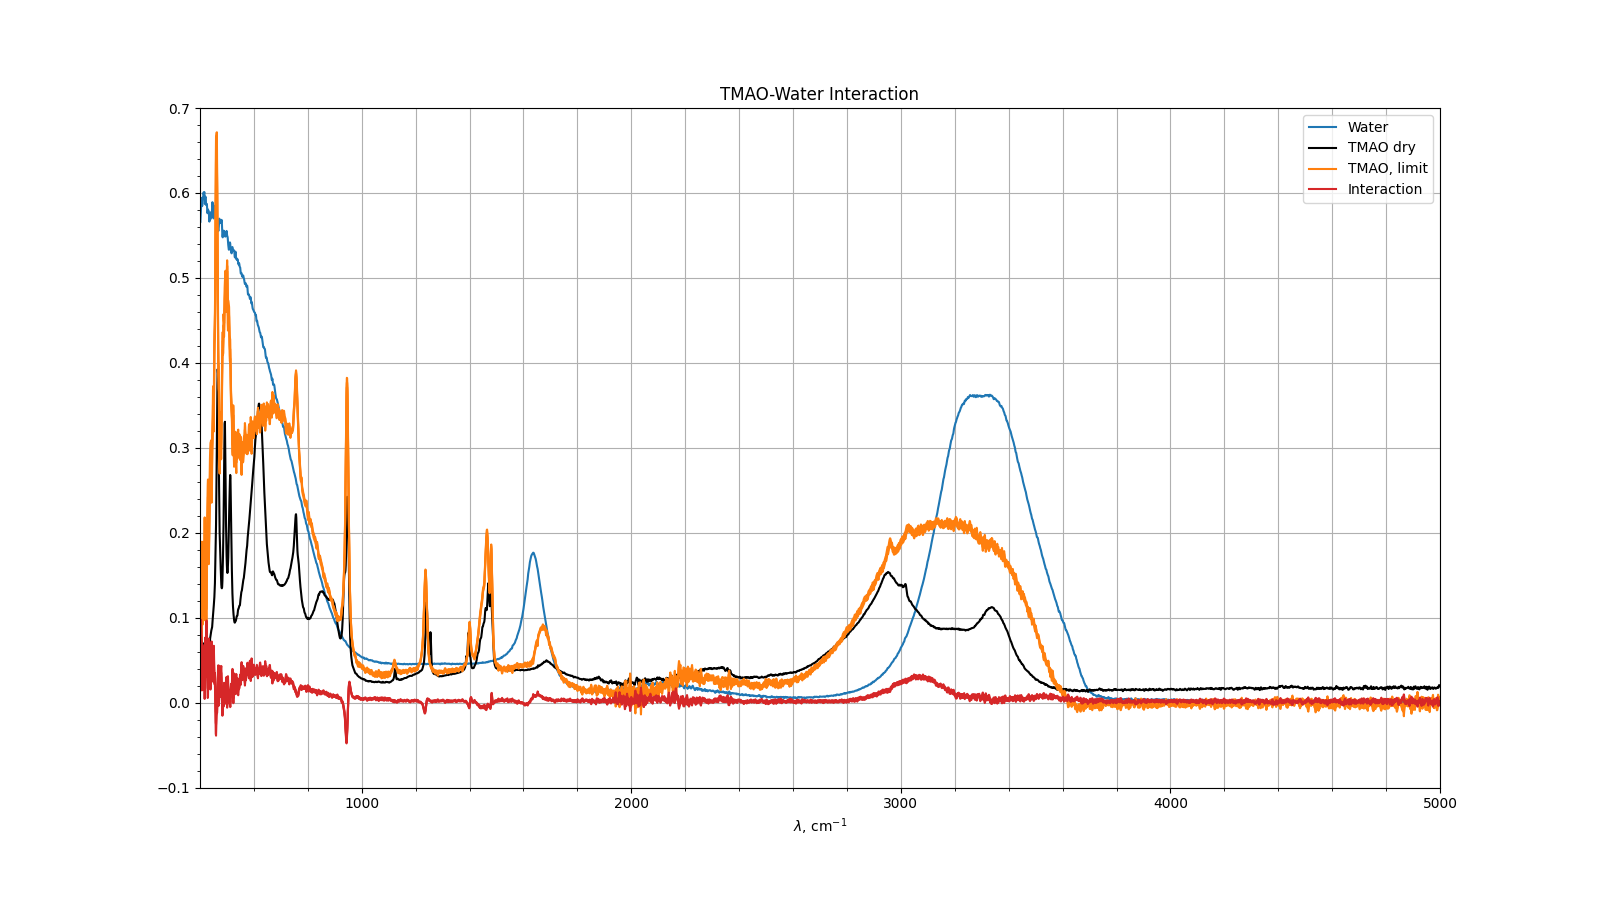 TMAO-Water Interaction
0.7
0.6
0.5
0.4
0.3
0.2
0.1
0.0
−0.1
Water
TMAO dry
TMAO, limit
Interaction
1000 2000 3000 4000 5000
λ, cm⁻¹